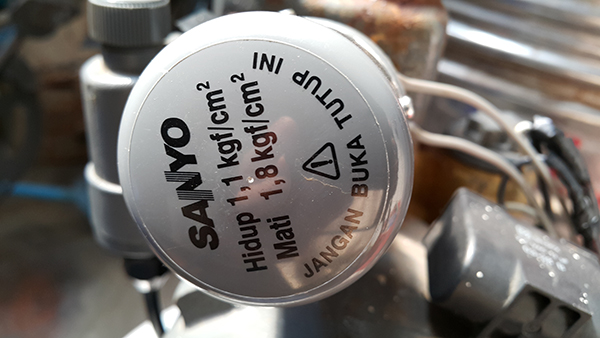 SANYO
Hidup 1,1 kgf/cm²
Mati 1,8 kgf/cm²
JANGAN BUKA TUTUP INI